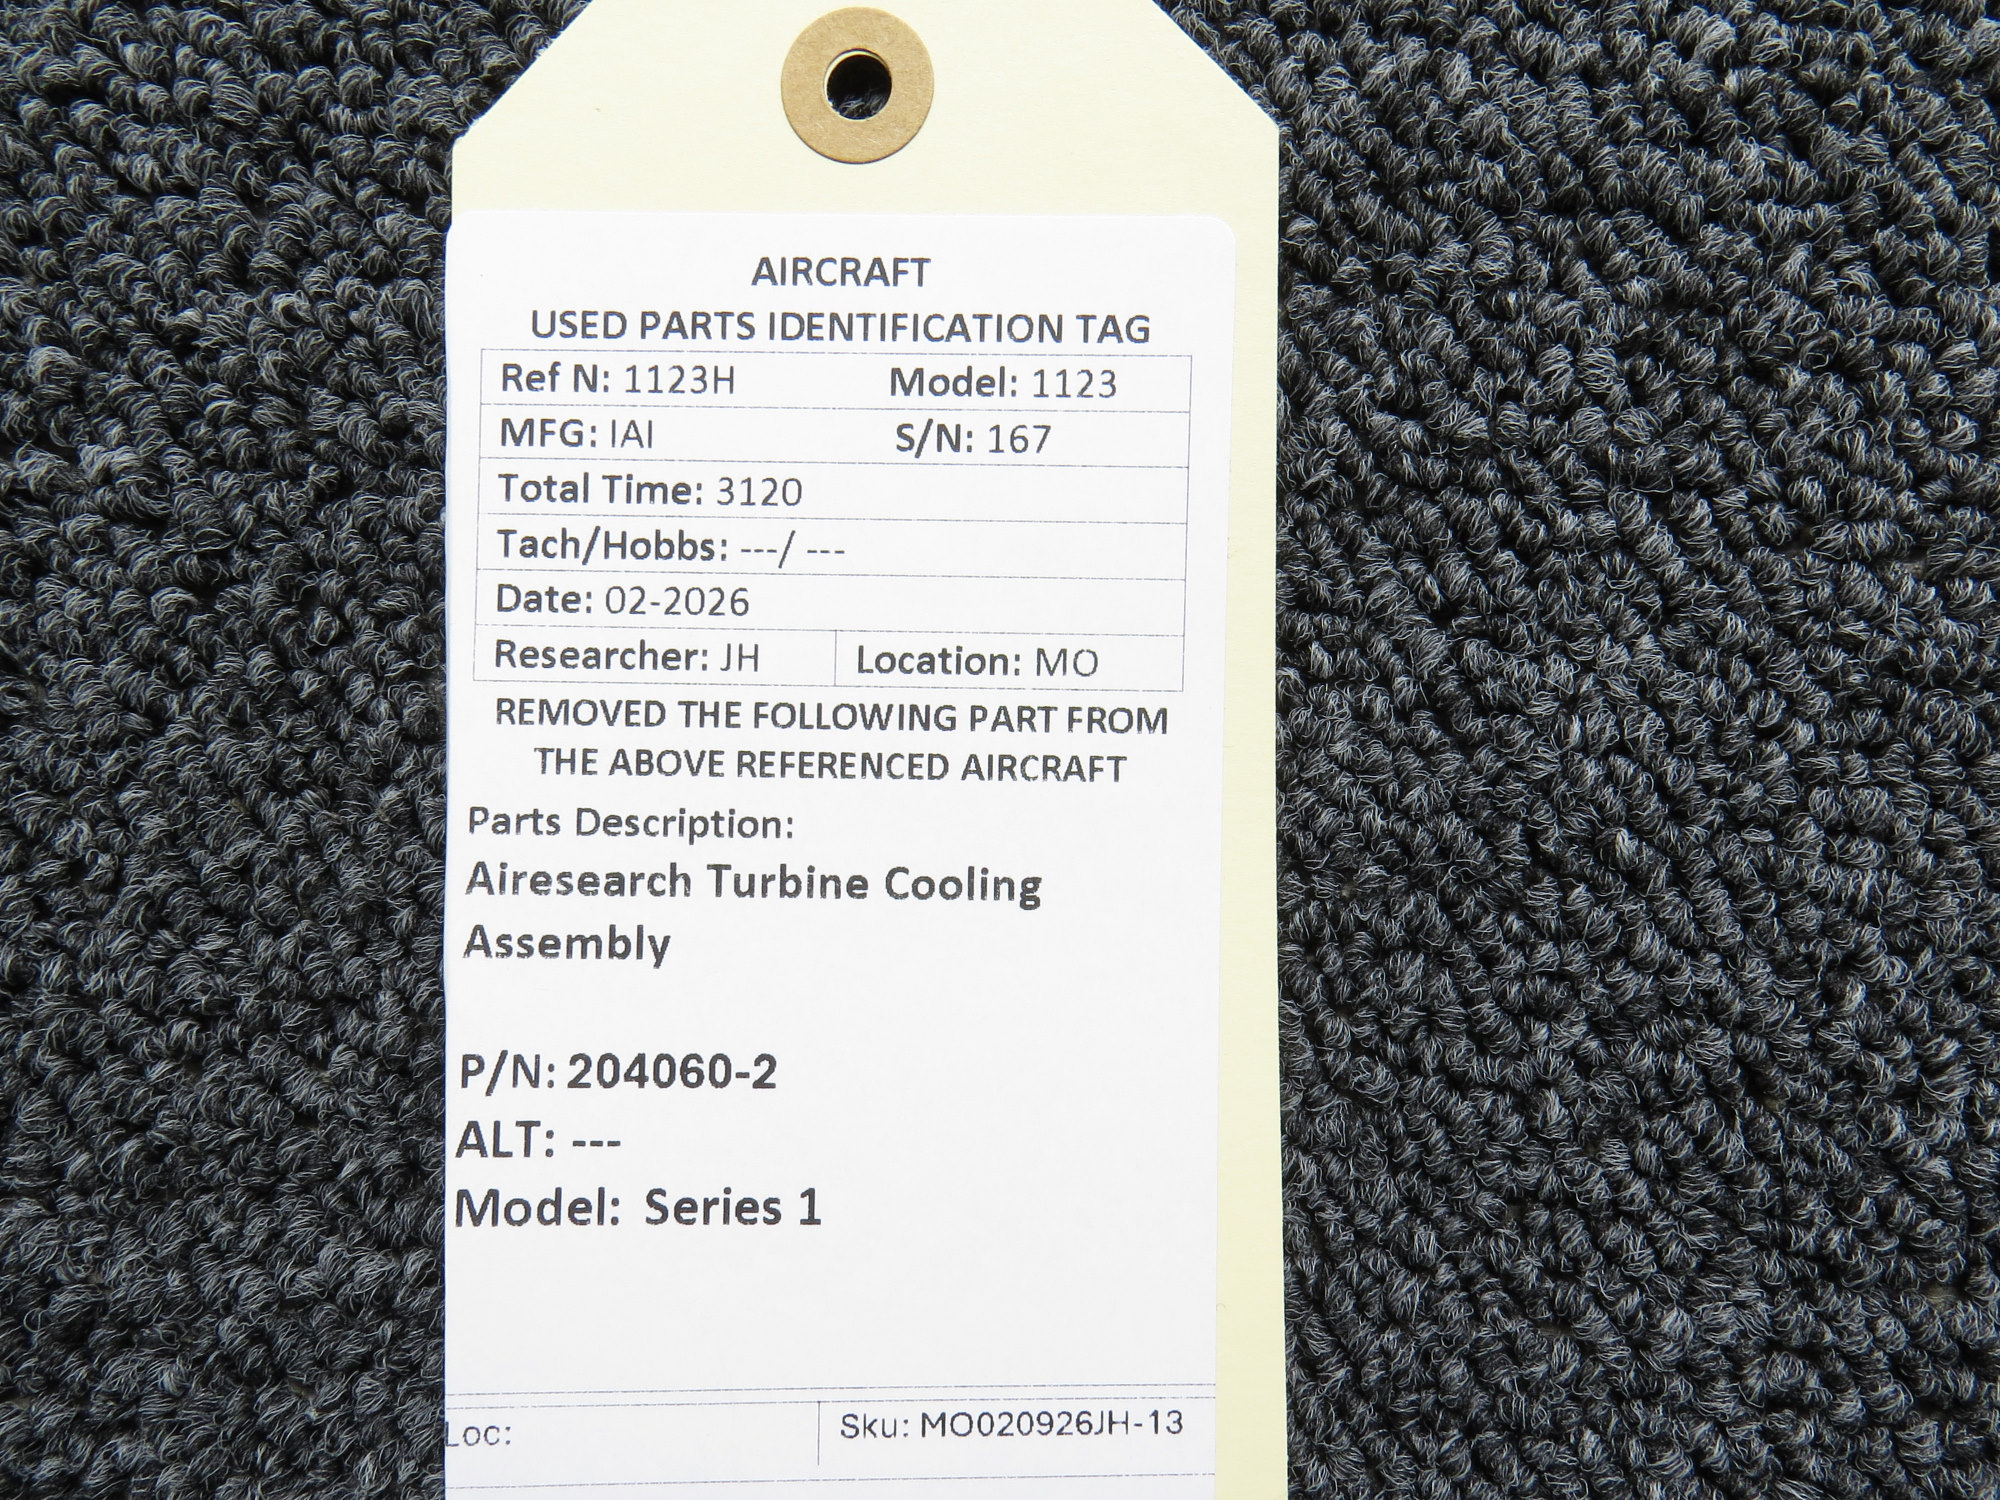 AIRCRAFT
USED PARTS IDENTIFICATION TAG
Ref N: 1123H Model: 1123
MFG: IAI S/N: 167
Total Time: 3120
Tach/Hobbs: ---/ ---
Date: 02-2026
Researcher: JH Location: MO
REMOVED THE FOLLOWING PART FROM
THE ABOVE REFERENCED AIRCRAFT
Parts Description:
Airesearch Turbine Cooling
Assembly
P/N: 204060-2
ALT: ---
Model: Series 1
Loc: Sku: MO020926JH-13